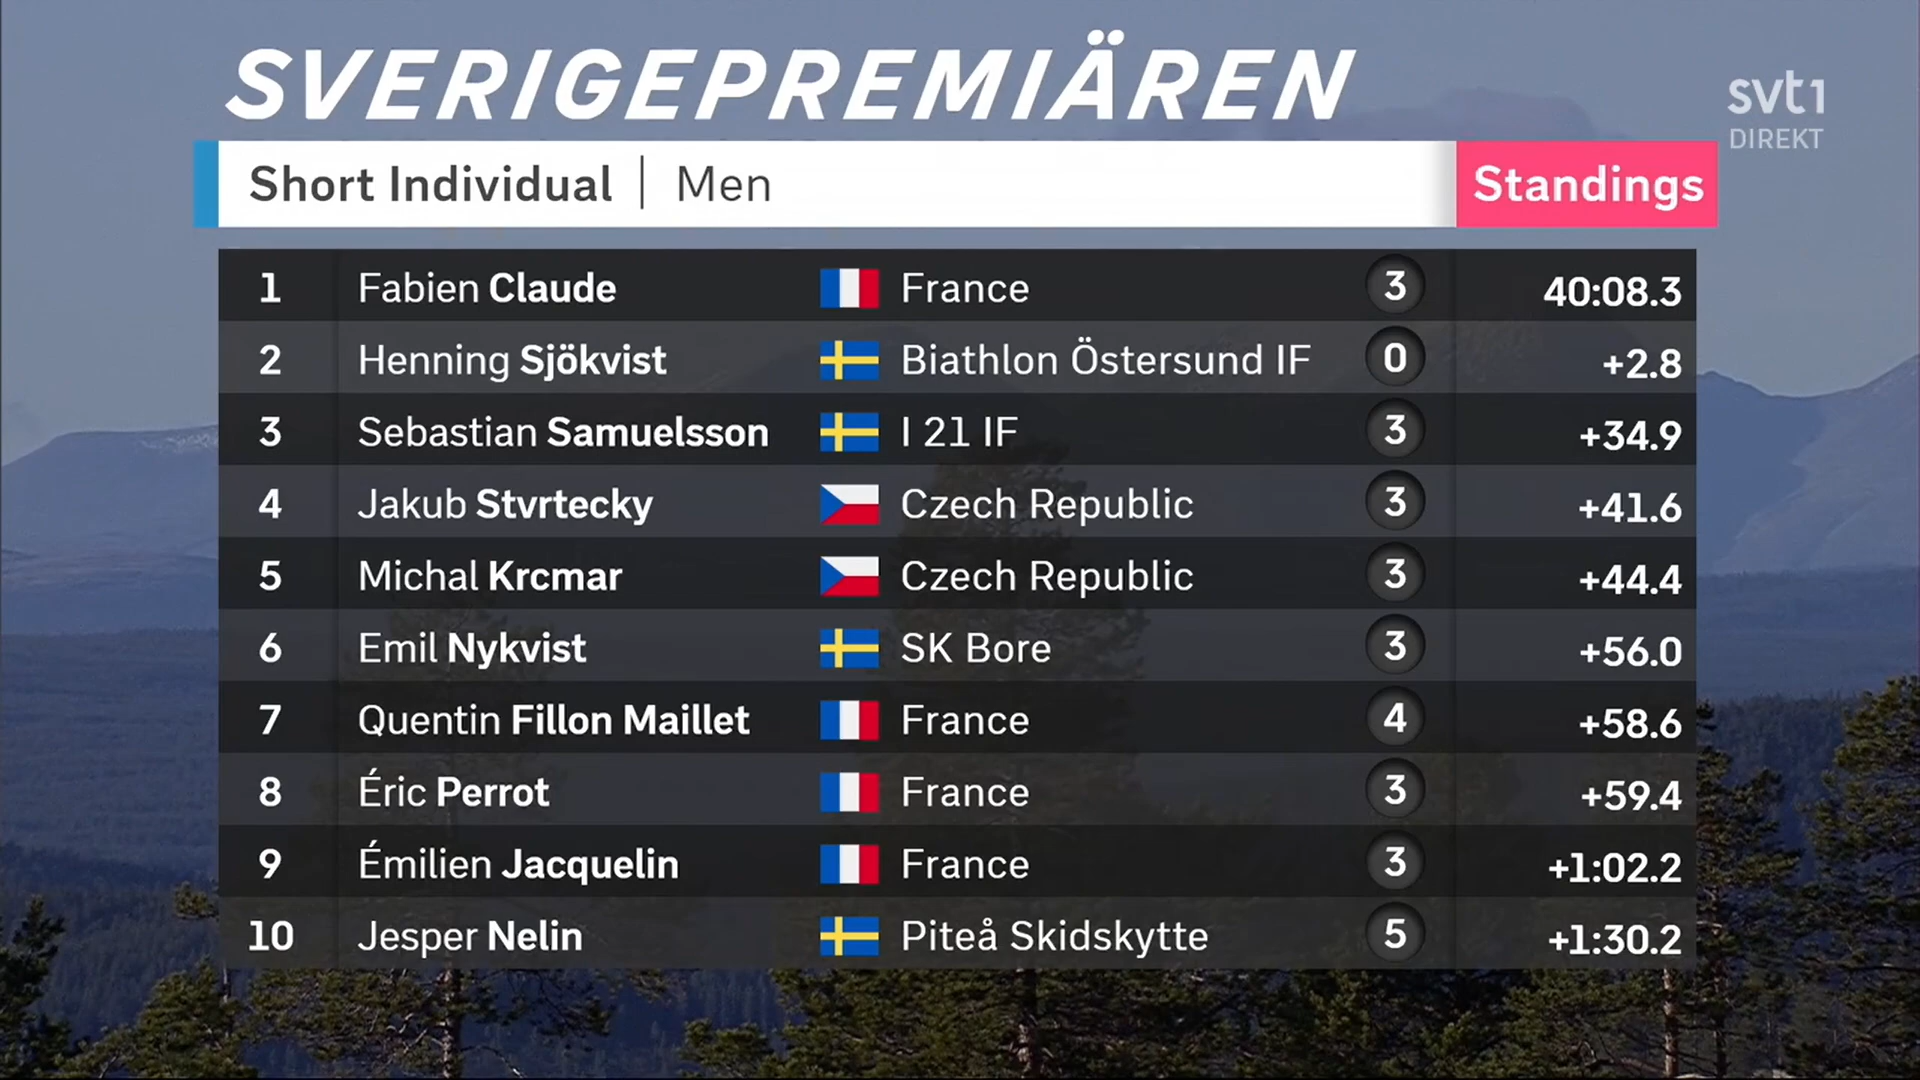 SVERIGEPREMIÄREN
svt1
DIREKT
Short Individual | Men Standings
1 Fabien Claude France 3 40:08.3
2 Henning Sjökvist Biathlon Östersund IF 0 +2.8
3 Sebastian Samuelsson I 21 IF 3 +34.9
4 Jakub Stvrtecky Czech Republic 3 +41.6
5 Michal Krcmar Czech Republic 3 +44.4
6 Emil Nykvist SK Bore 3 +56.0
7 Quentin Fillon Maillet France 4 +58.6
8 Éric Perrot France 3 +59.4
9 Émilien Jacquelin France 3 +1:02.2
10 Jesper Nelin Piteå Skidskytte 5 +1:30.2